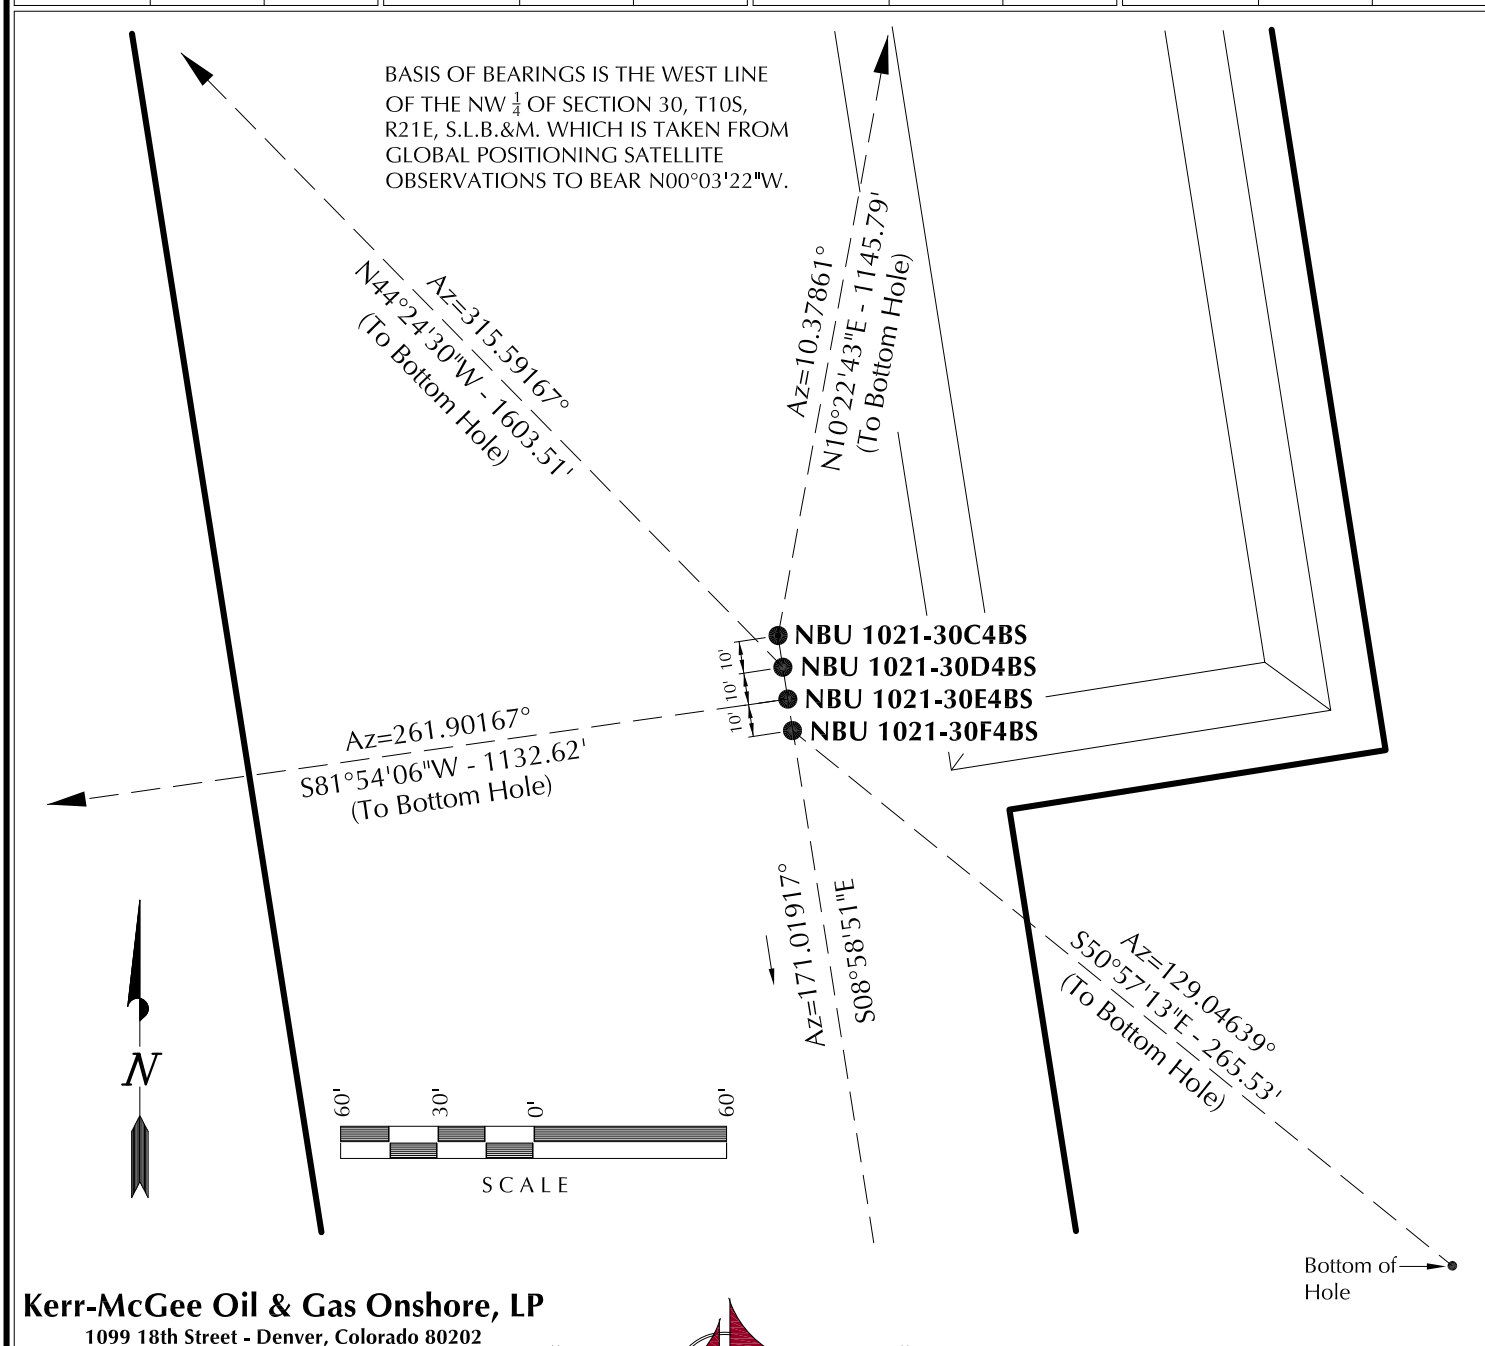 BASIS OF BEARINGS IS THE WEST LINE
OF THE NW 1/4 OF SECTION 30, T10S,
R21E, S.L.B.&M. WHICH IS TAKEN FROM
GLOBAL POSITIONING SATELLITE
OBSERVATIONS TO BEAR N00°03'22"W.
Az=315.59167°
N44°24'30"W - 1603.51'
(To Bottom Hole)
Az=10.37861°
N10°22'43"E - 1145.79'
(To Bottom Hole)
NBU 1021-30C4BS
NBU 1021-30D4BS
NBU 1021-30E4BS
NBU 1021-30F4BS
10'
10'
10'
Az=261.90167°
S81°54'06"W - 1132.62'
(To Bottom Hole)
Az=171.01917°
S08°58'51"E
Az=129.04639°
S50°57'13"E - 265.53'
(To Bottom Hole)
N
60' 30' 0' 60'
SCALE
Bottom of
Hole
Kerr-McGee Oil & Gas Onshore, LP
1099 18th Street - Denver, Colorado 80202